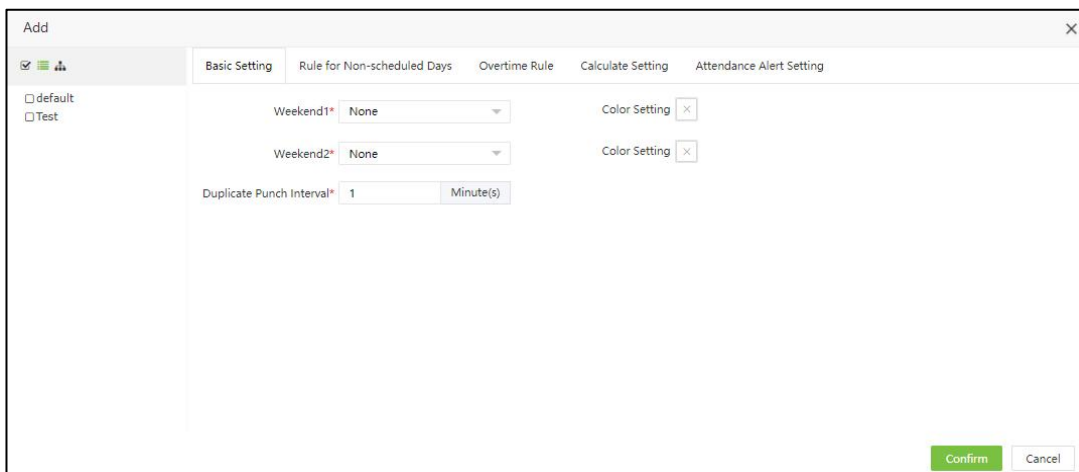 Add
Basic Setting Rule for Non-scheduled Days Overtime Rule Calculate Setting Attendance Alert Setting
default
Test
Weekend1* None Color Setting
Weekend2* None Color Setting
Duplicate Punch Interval* 1 Minute(s)
Confirm Cancel